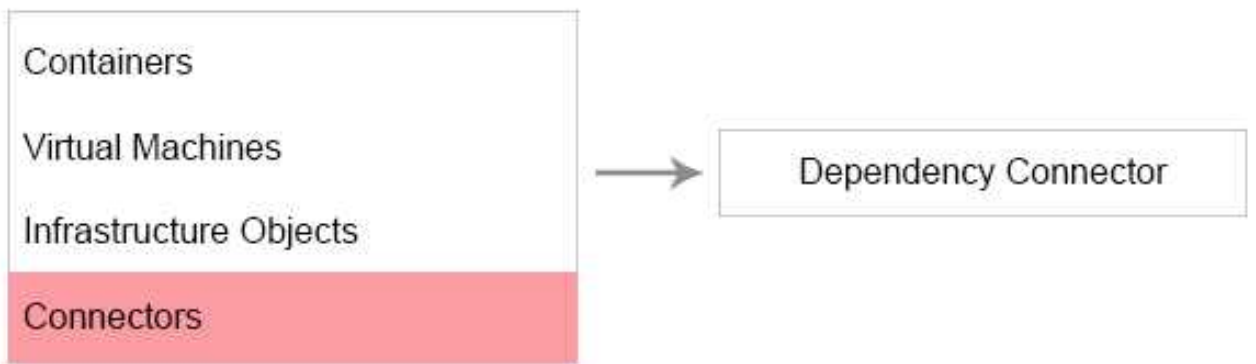 Containers
Virtual Machines
Infrastructure Objects
Connectors
Dependency Connector